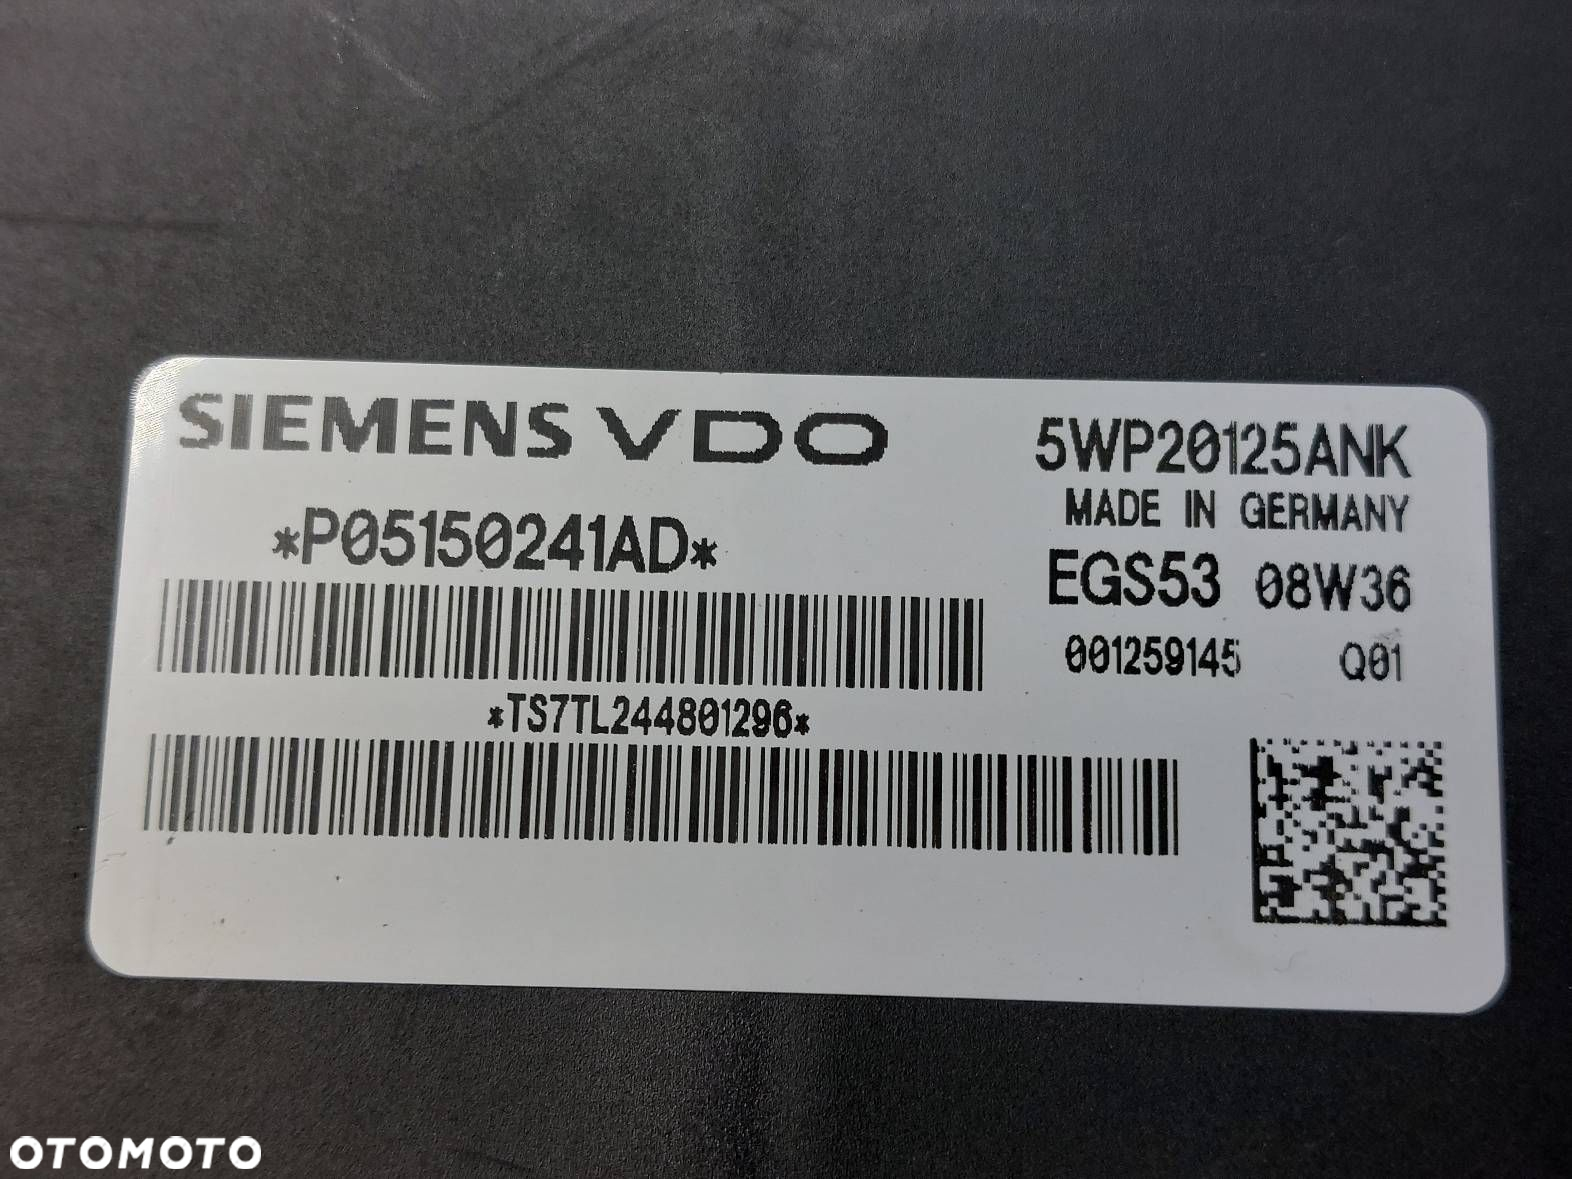 SIEMENS VDO
5WP20125ANK
MADE IN GERMANY
*P05150241AD*
EGS53 08W36
001259145 Q01
*TS7TL244801296*
OTOMOTO